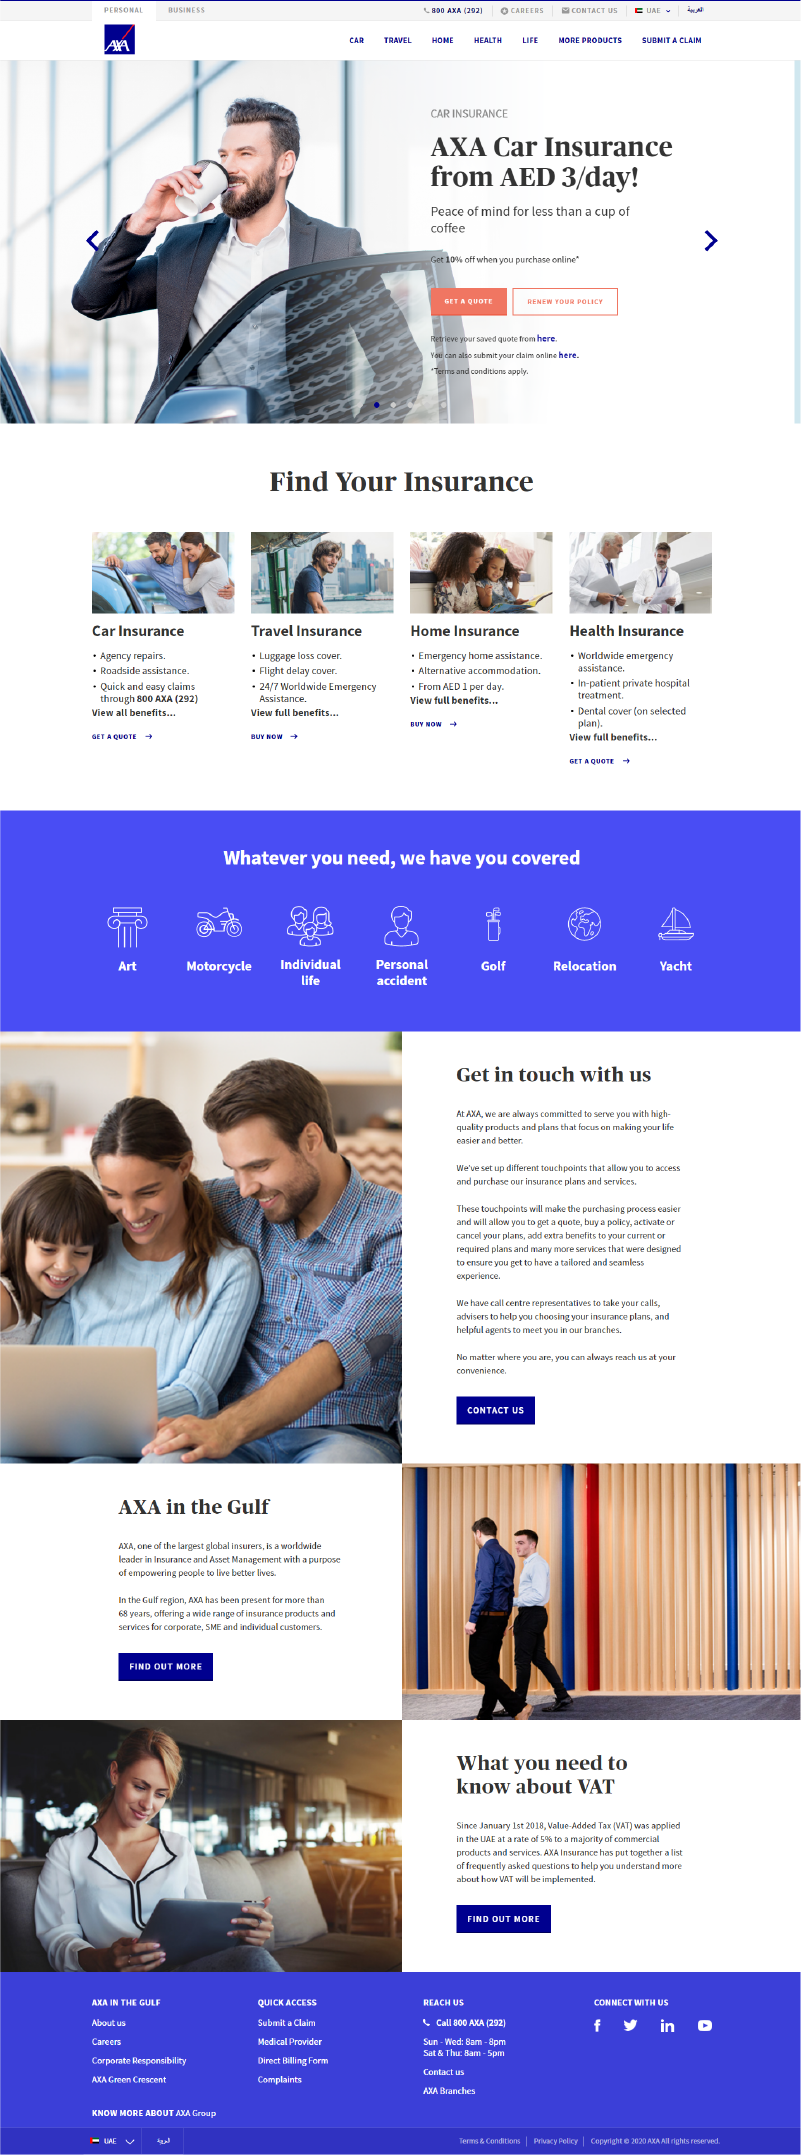 PERSONAL
BUSINESS
800 AXA (292)
CAREERS
CONTACT US
UAE
العربية
AXA
CAR
TRAVEL
HOME
HEALTH
LIFE
MORE PRODUCTS
SUBMIT A CLAIM
CAR INSURANCE
AXA Car Insurance
from AED 3/day!
Peace of mind for less than a cup of
coffee
Get 10% off when you purchase online*
GET A QUOTE
RENEW YOUR POLICY
Retrieve your saved quote from here.
You can also submit your claim online here.
*Terms and conditions apply.
Find Your Insurance
Car Insurance
• Agency repairs.
• Roadside assistance.
• Quick and easy claims
through 800 AXA (292)
View all benefits...
GET A QUOTE
Travel Insurance
• Luggage loss cover.
• Flight delay cover.
• 24/7 Worldwide Emergency
Assistance.
View full benefits...
BUY NOW
Home Insurance
• Emergency home assistance.
• Alternative accommodation.
• From AED 1 per day.
View full benefits...
BUY NOW
Health Insurance
• Worldwide emergency
assistance.
• In-patient private hospital
treatment.
• Dental cover (on selected
plan).
View full benefits...
GET A QUOTE
Whatever you need, we have you covered
Art
Motorcycle
Individual
life
Personal
accident
Golf
Relocation
Yacht
Get in touch with us
At AXA, we are always committed to serve you with high-
quality products and plans that focus on making your life
easier and better.
We've set up different touchpoints that allow you to access
and purchase our insurance plans and services.
These touchpoints will make the purchasing process easier
and will allow you to get a quote, buy a policy, activate or
cancel your plans, add extra benefits to your current or
required plans and many more services that were designed
to ensure you get to have a tailored and seamless
experience.
We have call centre representatives to take your calls,
advisers to help you choosing your insurance plans, and
helpful agents to meet you in our branches.
No matter where you are, you can always reach us at your
convenience.
CONTACT US
AXA in the Gulf
AXA, one of the largest global insurers, is a worldwide
leader in Insurance and Asset Management with a purpose
of empowering people to live better lives.
In the Gulf region, AXA has been present for more than
68 years, offering a wide range of insurance products and
services for corporate, SME and individual customers.
FIND OUT MORE
What you need to
know about VAT
Since January 1st 2018, Value-Added Tax (VAT) was applied
in the UAE at a rate of 5% to a majority of commercial
products and services. AXA Insurance has put together a list
of frequently asked questions to help you understand more
about how VAT will be implemented.
FIND OUT MORE
AXA IN THE GULF
About us
Careers
Corporate Responsibility
AXA Green Crescent
QUICK ACCESS
Submit a Claim
Medical Provider
Direct Billing Form
Complaints
REACH US
Call 800 AXA (292)
Sun - Wed: 8am - 8pm
Sat & Thu: 8am - 5pm
Contact us
AXA Branches
CONNECT WITH US
KNOW MORE ABOUT AXA Group
UAE
Terms & Conditions
Privacy Policy
Copyright © 2020 AXA All rights reserved.